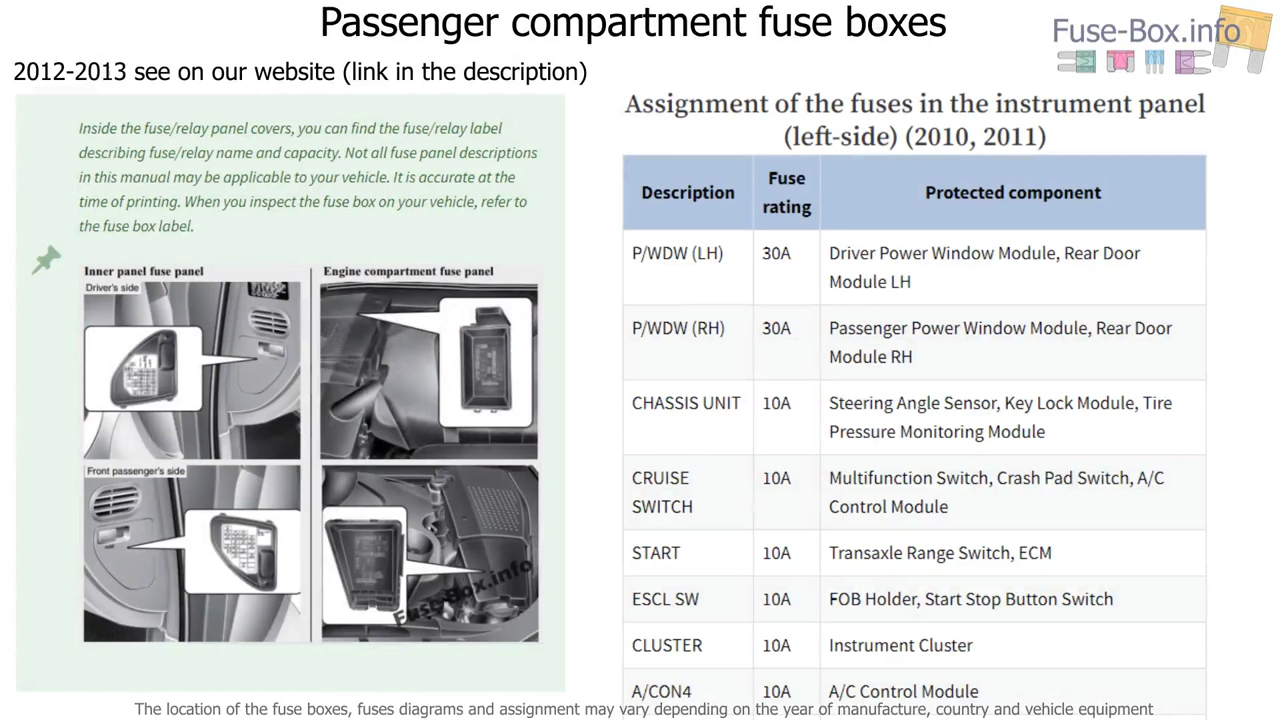 Passenger compartment fuse boxes
Fuse-Box.info
2012-2013 see on our website (link in the description)
Inside the fuse/relay panel covers, you can find the fuse/relay label
describing fuse/relay name and capacity. Not all fuse panel descriptions
in this manual may be applicable to your vehicle. It is accurate at the
time of printing. When you inspect the fuse box on your vehicle, refer to
the fuse box label.
Inner panel fuse panel
Engine compartment fuse panel
Driver's side
Front passenger's side
Fuse-Box.info
Assignment of the fuses in the instrument panel
(left-side) (2010, 2011)
Description Fuse rating Protected component
P/WDW (LH) 30A Driver Power Window Module, Rear Door
Module LH
P/WDW (RH) 30A Passenger Power Window Module, Rear Door
Module RH
CHASSIS UNIT 10A Steering Angle Sensor, Key Lock Module, Tire
Pressure Monitoring Module
CRUISE SWITCH 10A Multifunction Switch, Crash Pad Switch, A/C
Control Module
START 10A Transaxle Range Switch, ECM
ESCL SW 10A FOB Holder, Start Stop Button Switch
CLUSTER 10A Instrument Cluster
A/CON4 10A A/C Control Module
The location of the fuse boxes, fuses diagrams and assignment may vary depending on the year of manufacture, country and vehicle equipment